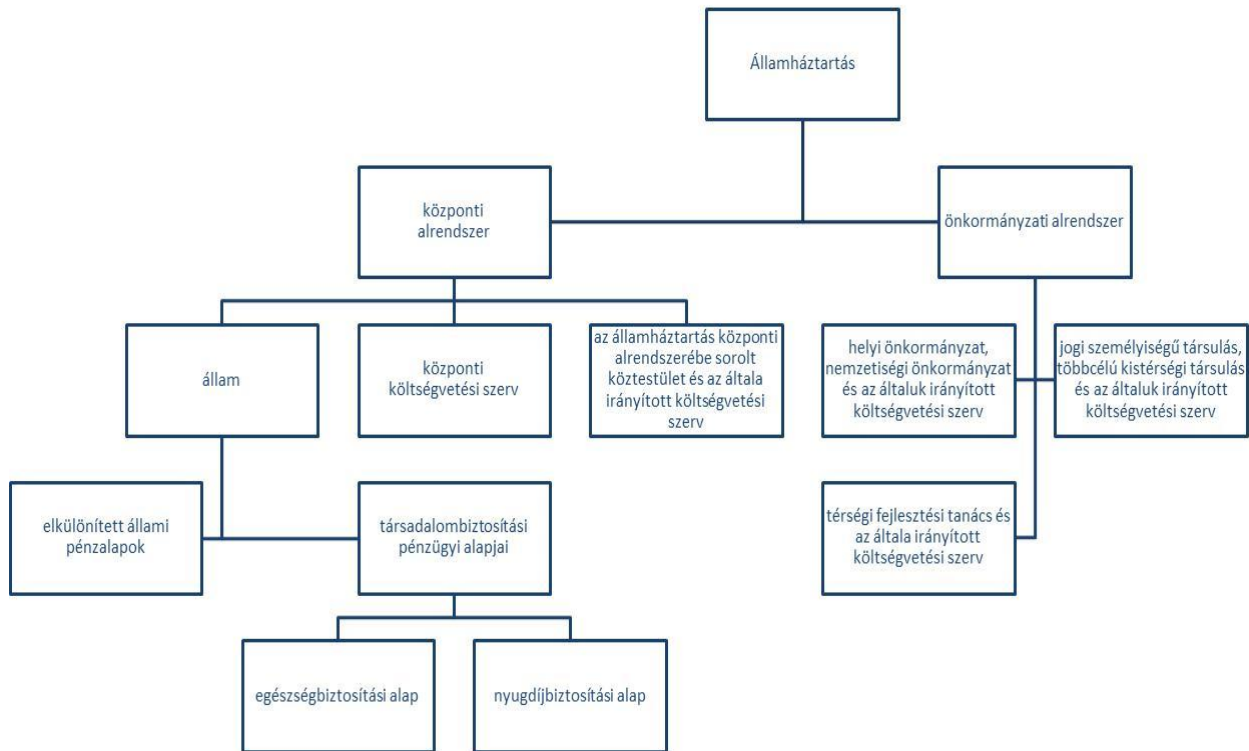 Államháztartás
központi
alrendszer
önkormányzati alrendszer
állam
központi
költségvetési szerv
az államháztartás központi
alrendszerébe sorolt
köztestület és az általa
irányított költségvetési
szerv
helyi önkormányzat,
nemzetiségi önkormányzat
és az általuk irányított
költségvetési szerv
jogi személyiségű társulás,
többcélú kistérségi társulás
és az általuk irányított
költségvetési szerv
elkülönített állami
pénzalapok
társadalombiztosítási
pénzügyi alapjai
térségi fejlesztési tanács és
az általa irányított
költségvetési szerv
egészségbiztosítási alap
nyugdíjbiztosítási alap